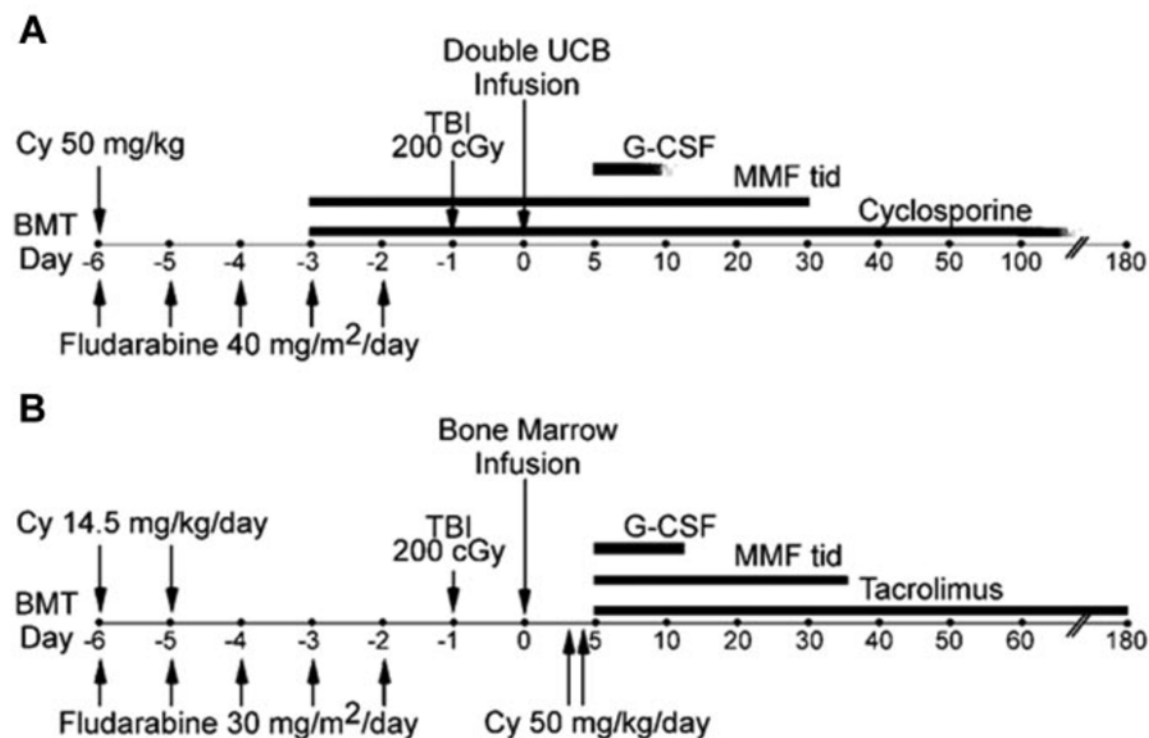 A
Double UCB
Infusion
TBI
200 cGy
Cy 50 mg/kg
G-CSF
MMF tid
Cyclosporine
BMT
Day -6 -5 -4 -3 -2 -1 0 5 10 20 30 40 50 100 180
Fludarabine 40 mg/m²/day
B
Bone Marrow
Infusion
Cy 14.5 mg/kg/day
TBI
200 cGy
G-CSF
MMF tid
Tacrolimus
BMT
Day -6 -5 -4 -3 -2 -1 0 5 10 20 30 40 50 60 180
Fludarabine 30 mg/m²/day Cy 50 mg/kg/day